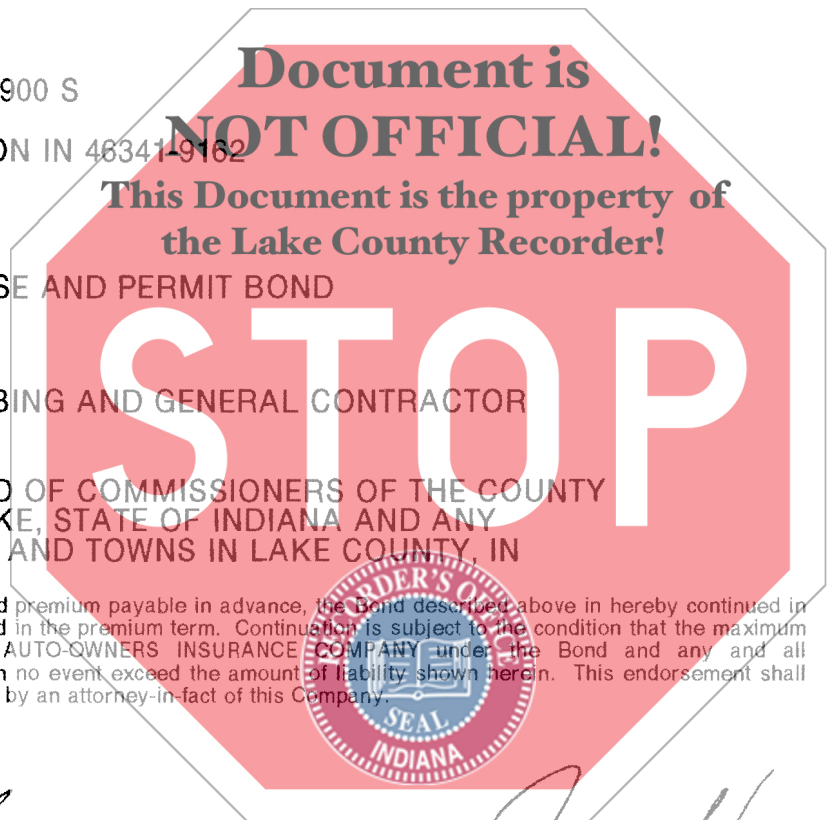 Document is
900 S
NOT OFFICIAL!
ON IN 46341-9162
This Document is the property of
the Lake County Recorder!
SE AND PERMIT BOND
STOP
BING AND GENERAL CONTRACTOR
D OF COMMISSIONERS OF THE COUNTY
KE, STATE OF INDIANA AND ANY
AND TOWNS IN LAKE COUNTY, IN
d premium payable in advance, the Bond described above in hereby continued in
d in the premium term. Continuation is subject to the condition that the maximum
AUTO-OWNERS INSURANCE COMPANY under the Bond and any and all
n no event exceed the amount of liability shown herein. This endorsement shall
by an attorney-in-fact of this Company.
RECORDER'S OFFICE
LAKE COUNTY
SEAL
INDIANA